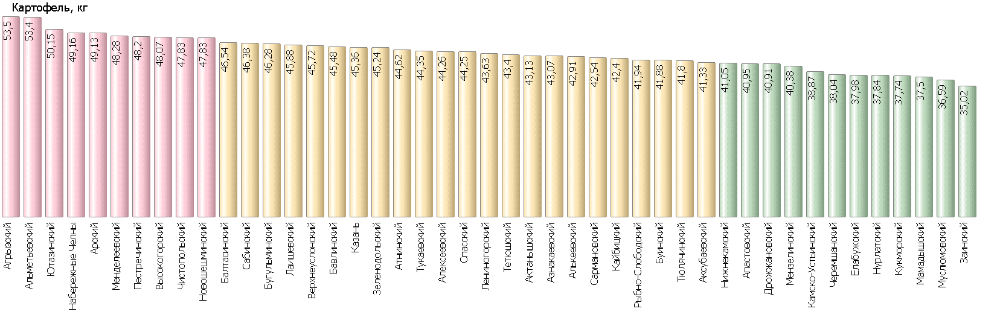 Картофель, кг
53,5
53,4
50,15
49,16
49,13
48,28
48,2
48,07
47,83
47,83
46,54
46,38
46,28
45,88
45,72
45,48
45,36
45,24
44,62
44,35
44,26
44,25
43,63
43,4
43,13
43,07
42,91
42,54
42,4
41,94
41,88
41,8
41,33
41,05
40,95
40,91
40,38
38,87
38,04
37,98
37,84
37,74
37,5
36,59
35,02
Агрызский
Альметьевский
Ютазинский
Набережные Челны
Арский
Менделеевский
Пестречинский
Высокогорский
Чистопольский
Новошешминский
Балтасинский
Сабинский
Бугульминский
Лаишевский
Верхнеуслонский
Бавлинский
Казань
Зеленодольский
Атнинский
Тукаевский
Алексеевский
Спасский
Лениногорский
Тетюшский
Актанышский
Азнакаевский
Алькеевский
Сармановский
Кайбицкий
Рыбно-Слободский
Буинский
Тюлячинский
Аксубаевский
Нижнекамский
Апастовский
Дрожжановский
Мензелинский
Камско-Устьинский
Черемшанский
Елабужский
Нурлатский
Кукморский
Мамадышский
Муслюмовский
Заинский